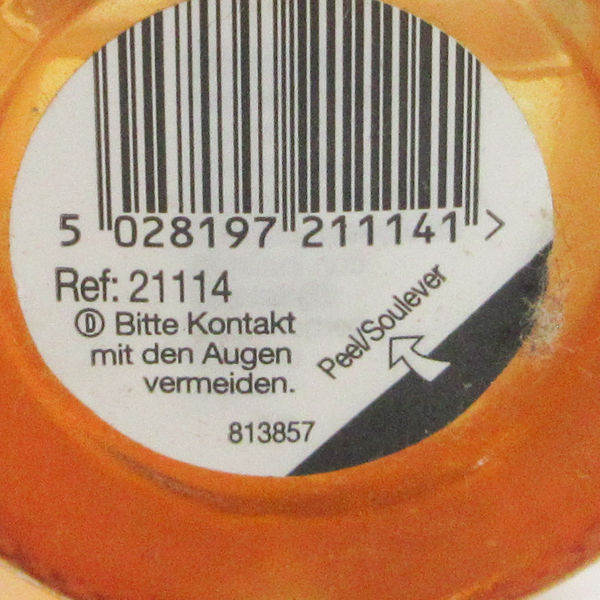 5 028197 211141 >
Ref: 21114
Ⓓ Bitte Kontakt
mit den Augen
vermeiden.
Peel/Soulever
813857